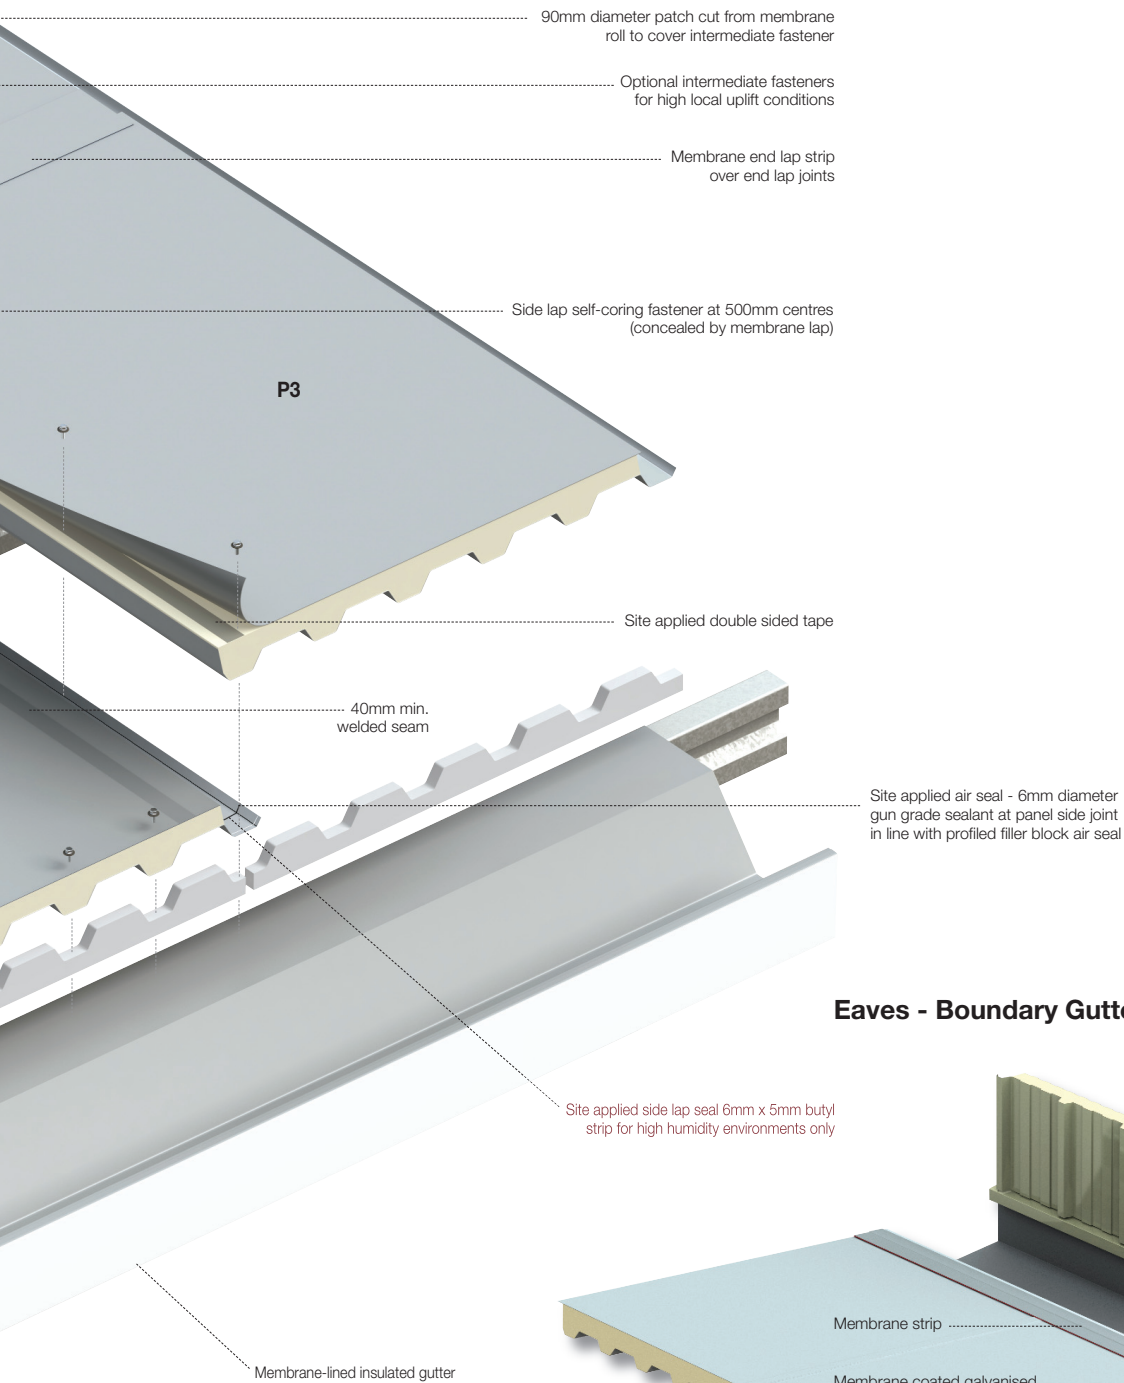 90mm diameter patch cut from membrane
roll to cover intermediate fastener
Optional intermediate fasteners
for high local uplift conditions
Membrane end lap strip
over end lap joints
Side lap self-coring fastener at 500mm centres
(concealed by membrane lap)
P3
Site applied double sided tape
40mm min.
welded seam
Site applied air seal - 6mm diameter
gun grade sealant at panel side joint
in line with profiled filler block air seal
Eaves - Boundary Gutte
Site applied side lap seal 6mm x 5mm butyl
strip for high humidity environments only
Membrane strip
Membrane-lined insulated gutter
Membrane coated galvanised